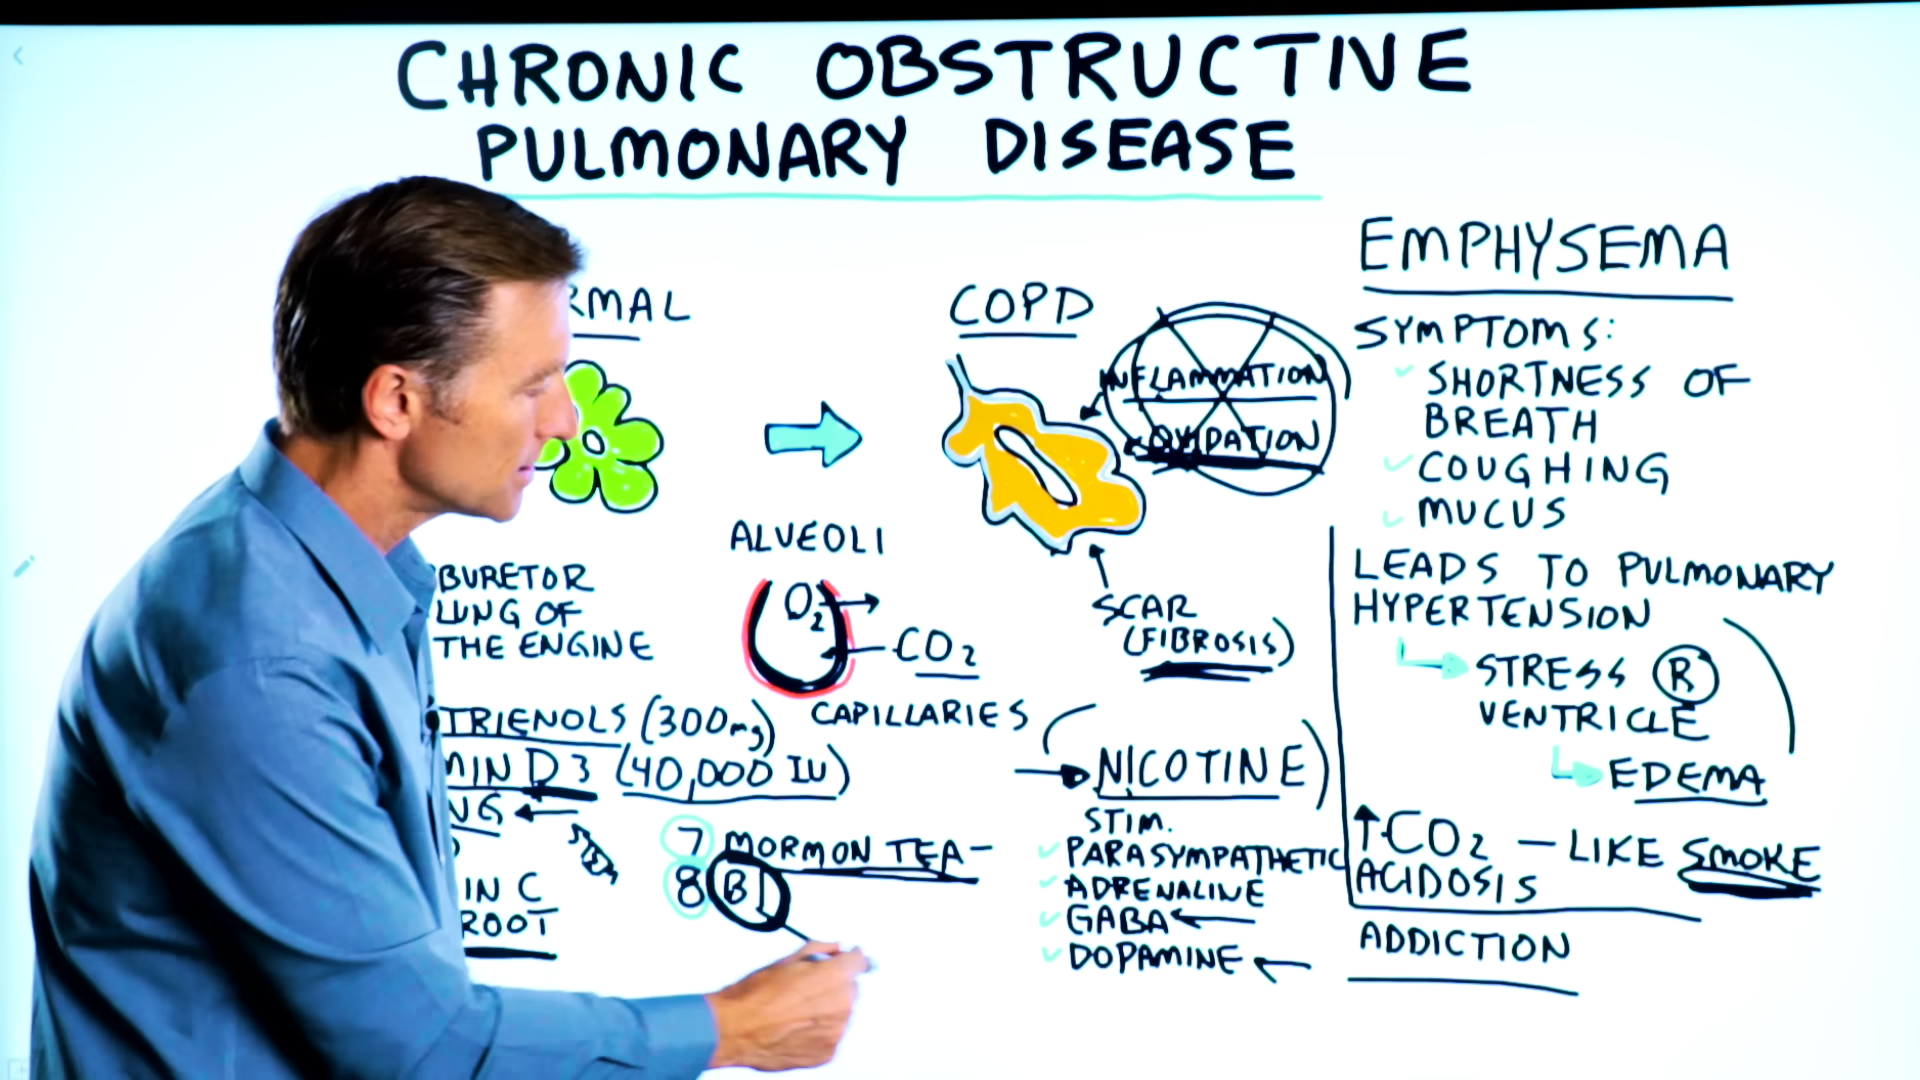 CHRONIC OBSTRUCTIVE
PULMONARY DISEASE
RMAL
COPD
INFLAMMATION
OXIDATION
ALVEOLI
O2
CO2
CAPILLARIES
SCAR
(FIBROSIS)
BURETOR
LUNG OF
THE ENGINE
TRIENOLS (300mg)
MIN D3 (40,000 IU)
NG
IN C
ROOT
7 MORMON TEA-
8 B1
NICOTINE
STIM.
PARASYMPATHETIC
ADRENALINE
GABA
DOPAMINE
EMPHYSEMA
SYMPTOMS:
SHORTNESS OF
BREATH
COUGHING
MUCUS
LEADS TO PULMONARY
HYPERTENSION
STRESS R
VENTRICLE
EDEMA
↑CO2 - LIKE SMOKE
ACIDOSIS
ADDICTION